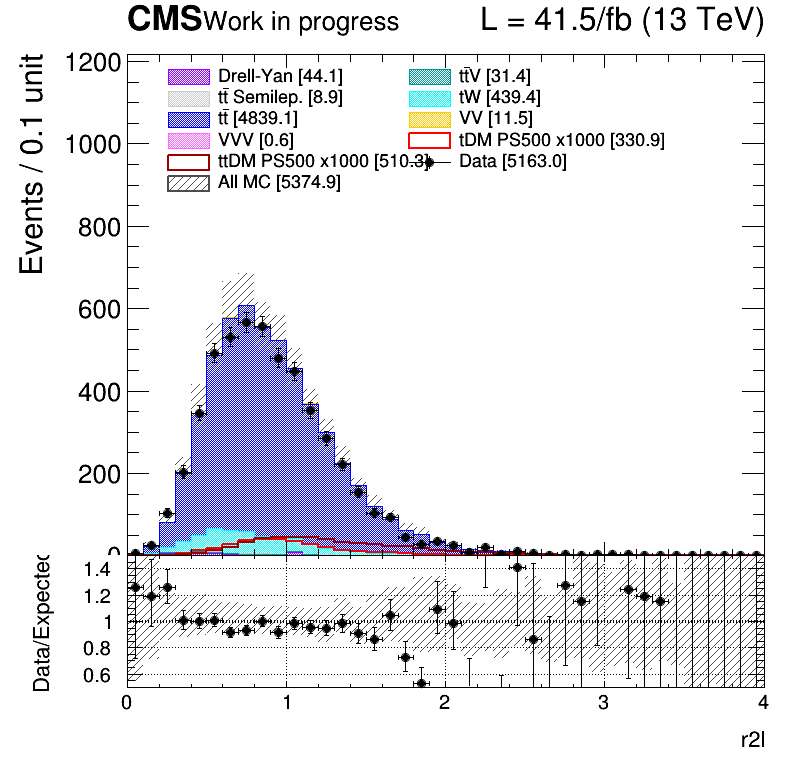 CMS Work in progress L = 41.5/fb (13 TeV)
Events / 0.1 unit
1200
1000
800
600
400
200
0
Drell-Yan [44.1]
tt̄V [31.4]
tt̄ Semilep. [8.9]
tW [439.4]
tt̄ [4839.1]
VV [11.5]
VVV [0.6]
tDM PS500 x1000 [330.9]
ttDM PS500 x1000 [510.3]
Data [5163.0]
All MC [5374.9]
Data/Expected
1.4
1.2
1
0.8
0.6
0 1 2 3 4
r2l